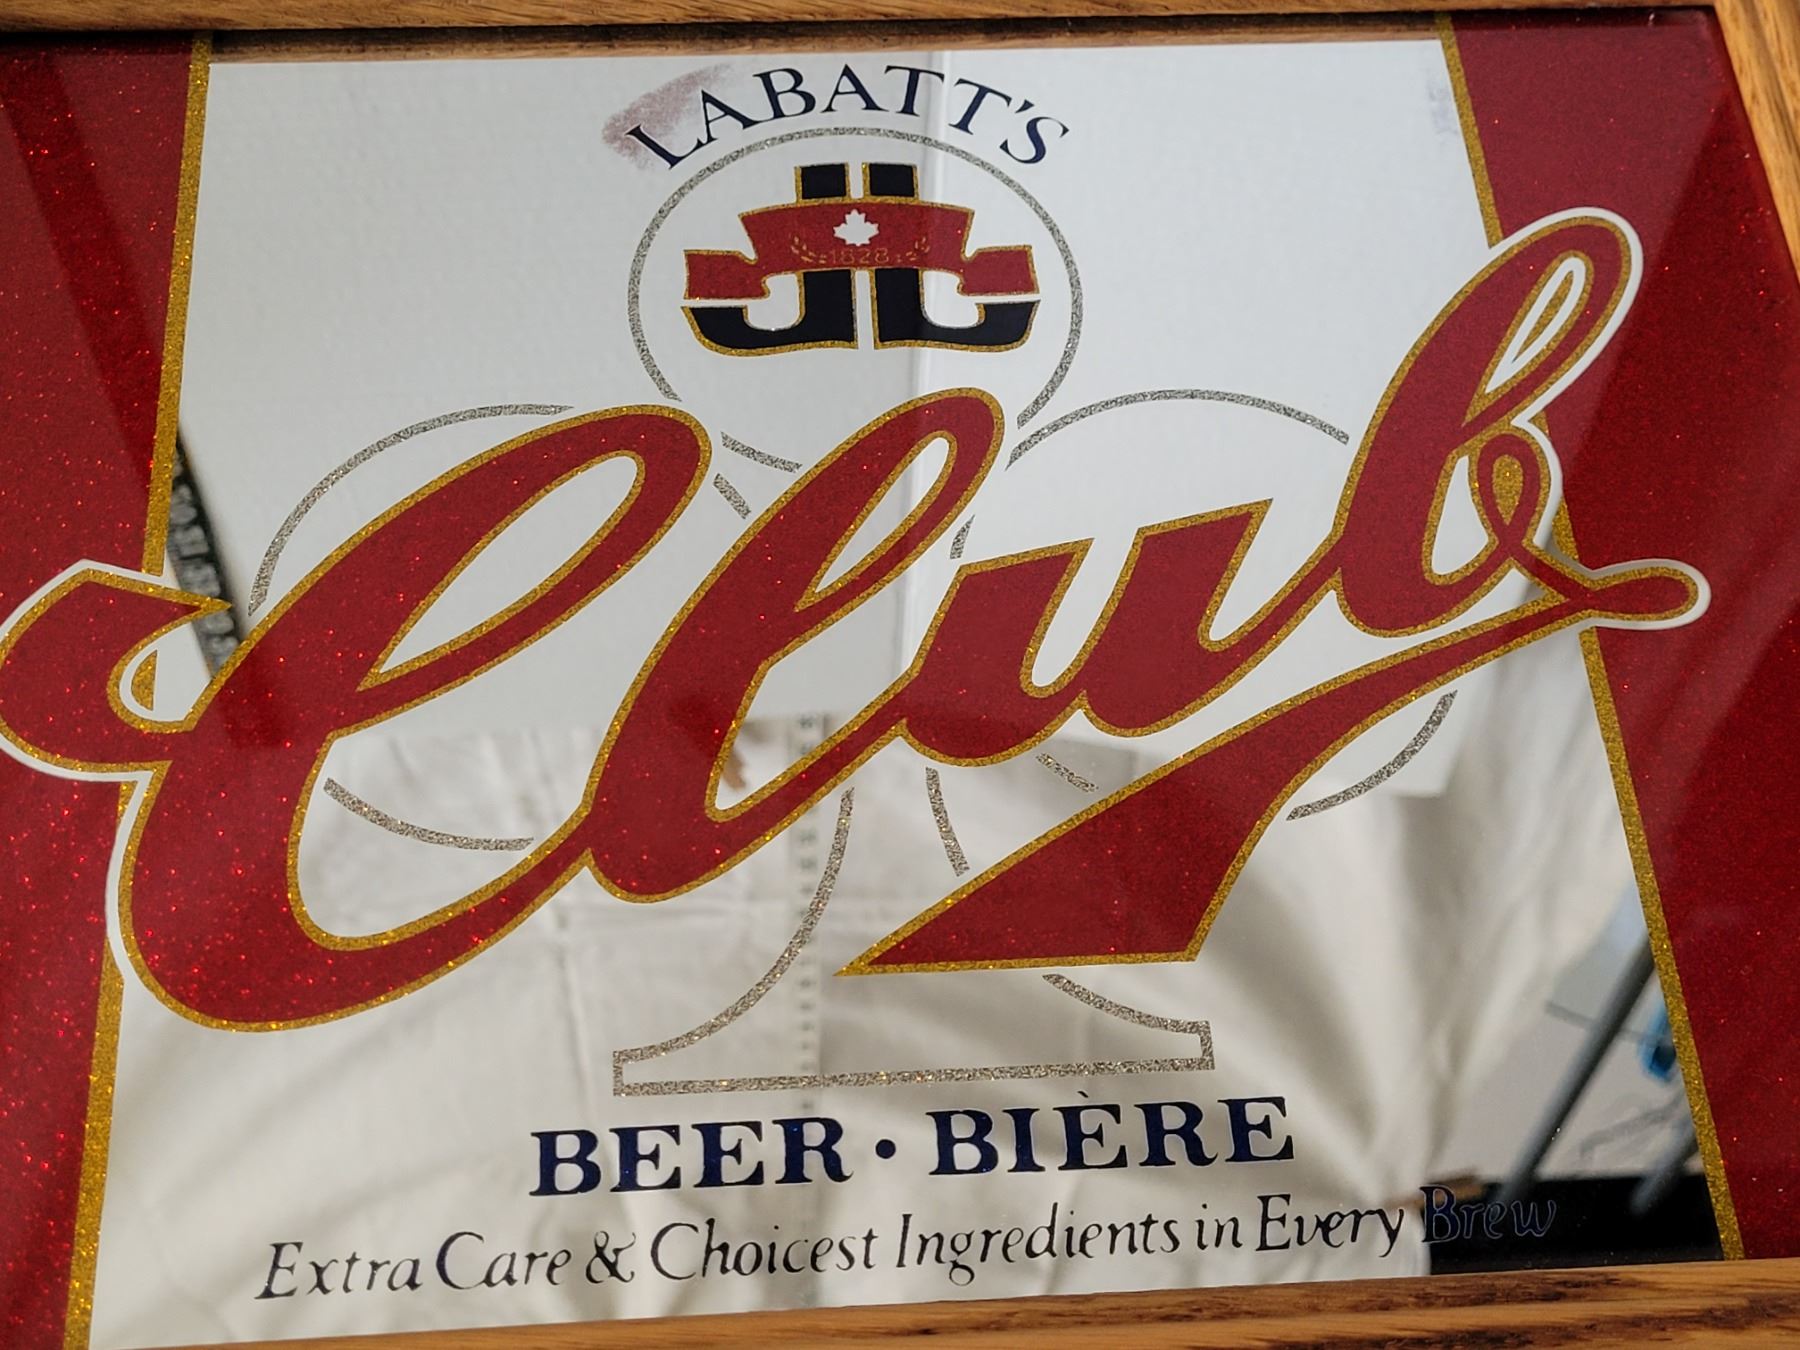 LABATT'S
1828
Club
BEER · BIÈRE
Extra Care & Choicest Ingredients in Every Brew